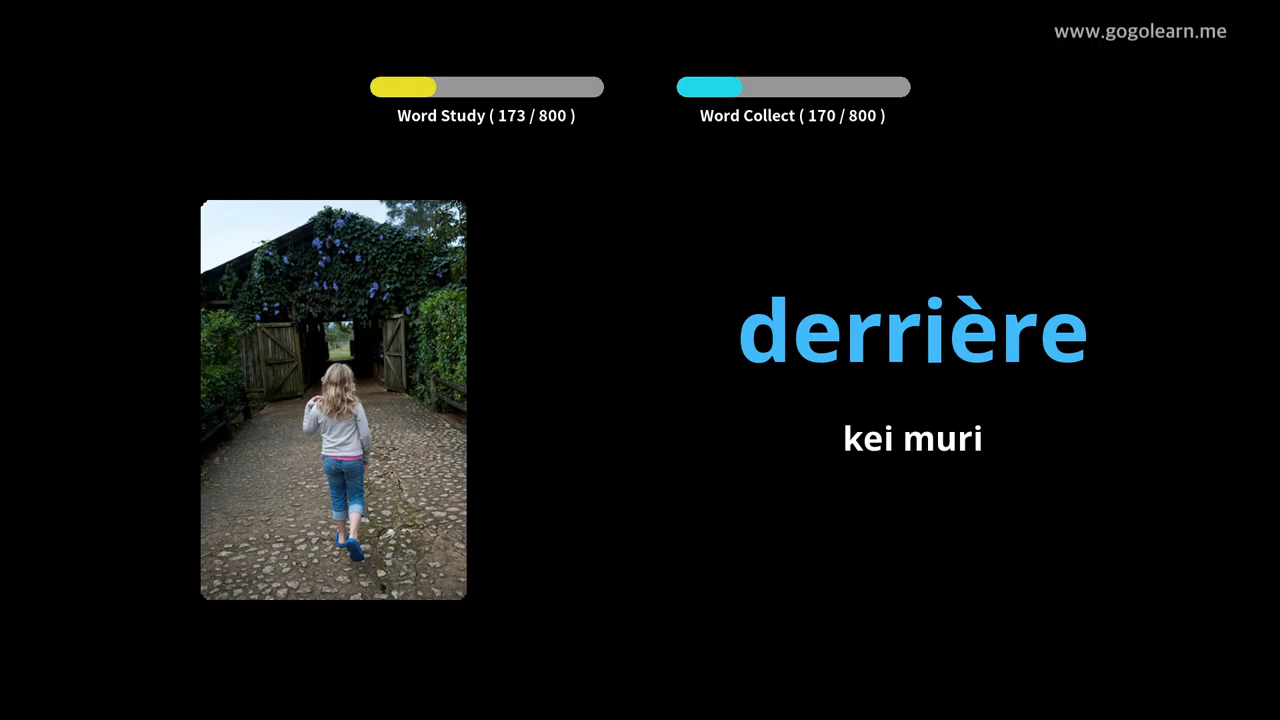 www.gogolearn.me
Word Study ( 173 / 800 )
Word Collect ( 170 / 800 )
derrière
kei muri